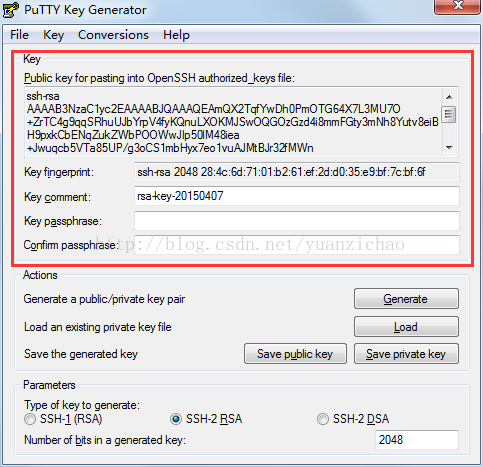 PuTTY Key Generator
File Key Conversions Help
Key
Public key for pasting into OpenSSH authorized_keys file:
ssh-rsa
AAAAB3NzaC1yc2EAAAABJQAAAQEAmQX2TqfYwDh0PmOTG64X7L3MU7O
+ZrTC4g9qqSRhuUJbYrpV4fyKQnuLXOKMJSwOQGOzGzd4i8mmFGty3mNh8Yutv8eiB
H9pxkCbENqZukZWbPOOWwJIp50IM48iea
+Jwuqcb5VTa85UP/g3oCS1mbHyx7eo1vuAJMtBJr32fMWn
Key fingerprint: ssh-rsa 2048 28:4c:6d:71:01:b2:61:ef:2d:d0:35:e9:bf:7c:bf:6f
Key comment: rsa-key-20150407
Key passphrase:
Confirm passphrase:
http://blog.csdn.net/yuanzichao
Actions
Generate a public/private key pair Generate
Load an existing private key file Load
Save the generated key Save public key Save private key
Parameters
Type of key to generate:
SSH-1 (RSA) SSH-2 RSA SSH-2 DSA
Number of bits in a generated key: 2048